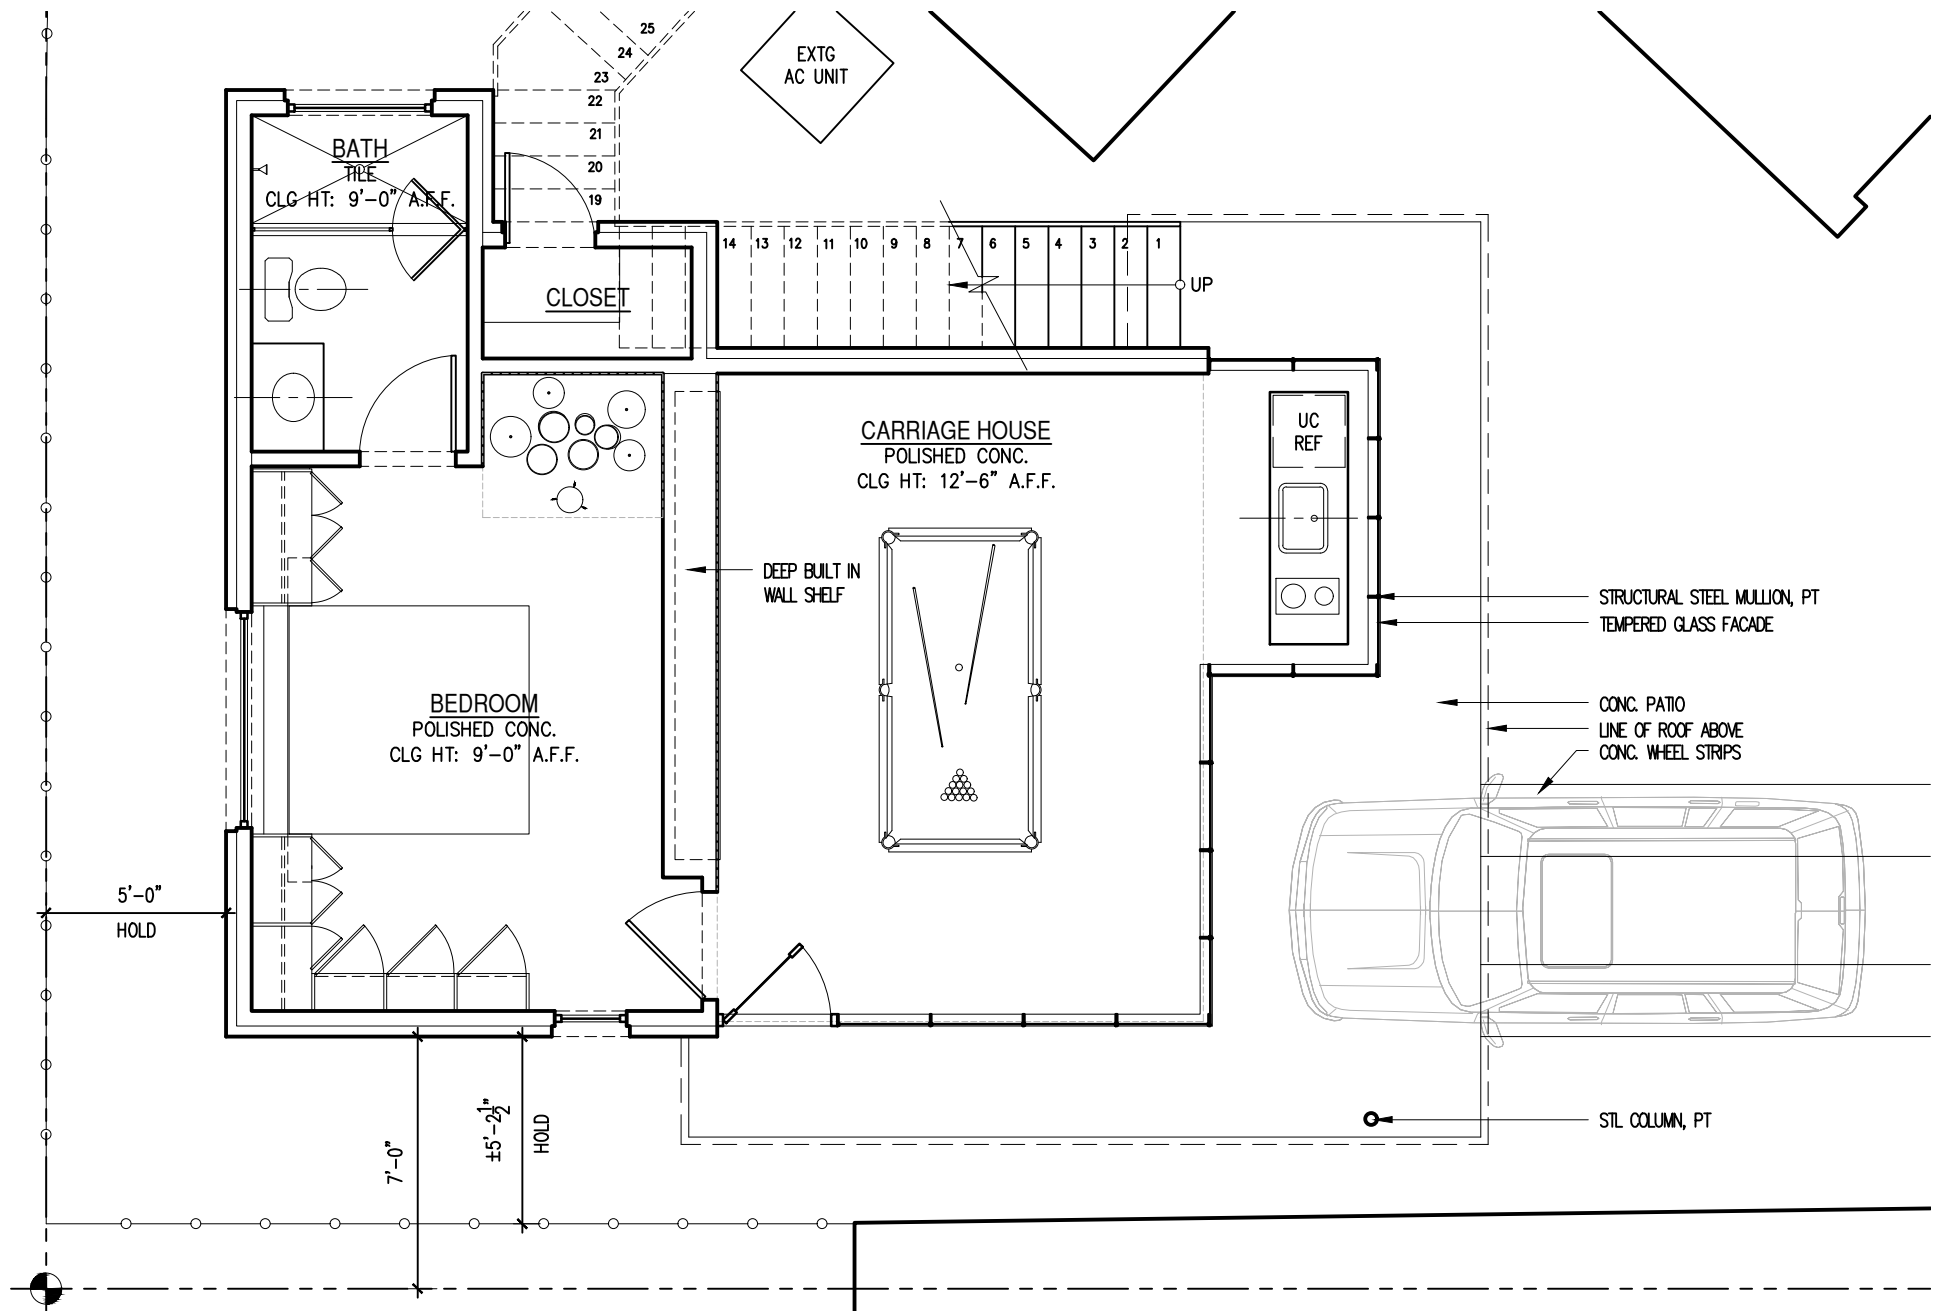 25
24
23
22
21
20
19
EXTG
AC UNIT
BATH
TILE
CLG HT: 9'-0" A.F.F.
CLOSET
14 13 12 11 10 9 8 7 6 5 4 3 2 1
UP
CARRIAGE HOUSE
POLISHED CONC.
CLG HT: 12'-6" A.F.F.
UC
REF
DEEP BUILT IN
WALL SHELF
STRUCTURAL STEEL MULLION, PT
TEMPERED GLASS FACADE
BEDROOM
POLISHED CONC.
CLG HT: 9'-0" A.F.F.
CONC. PATIO
LINE OF ROOF ABOVE
CONC. WHEEL STRIPS
5'-0"
HOLD
7'-0"
±5'-2½"
HOLD
STL COLUMN, PT